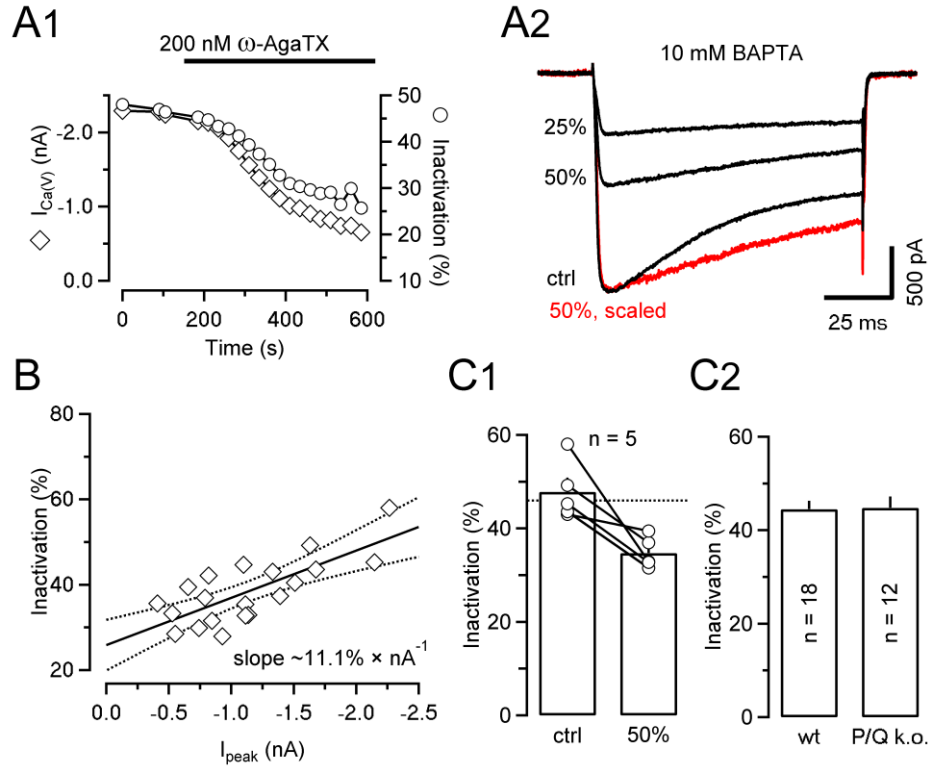 A1
200 nM ω-AgaTX
I_Ca(V) (nA)
-2.0
-1.0
0.0
50
40
30
20
10
Inactivation (%)
0
200
400
600
Time (s)
A2
10 mM BAPTA
25%
50%
ctrl
50%, scaled
500 pA
25 ms
B
Inactivation (%)
80
60
40
20
slope ~11.1% × nA⁻¹
0.0
-0.5
-1.0
-1.5
-2.0
-2.5
I_peak (nA)
C1
Inactivation (%)
60
40
20
0
n = 5
ctrl
50%
C2
Inactivation (%)
60
40
20
0
n = 18
n = 12
wt
P/Q k.o.